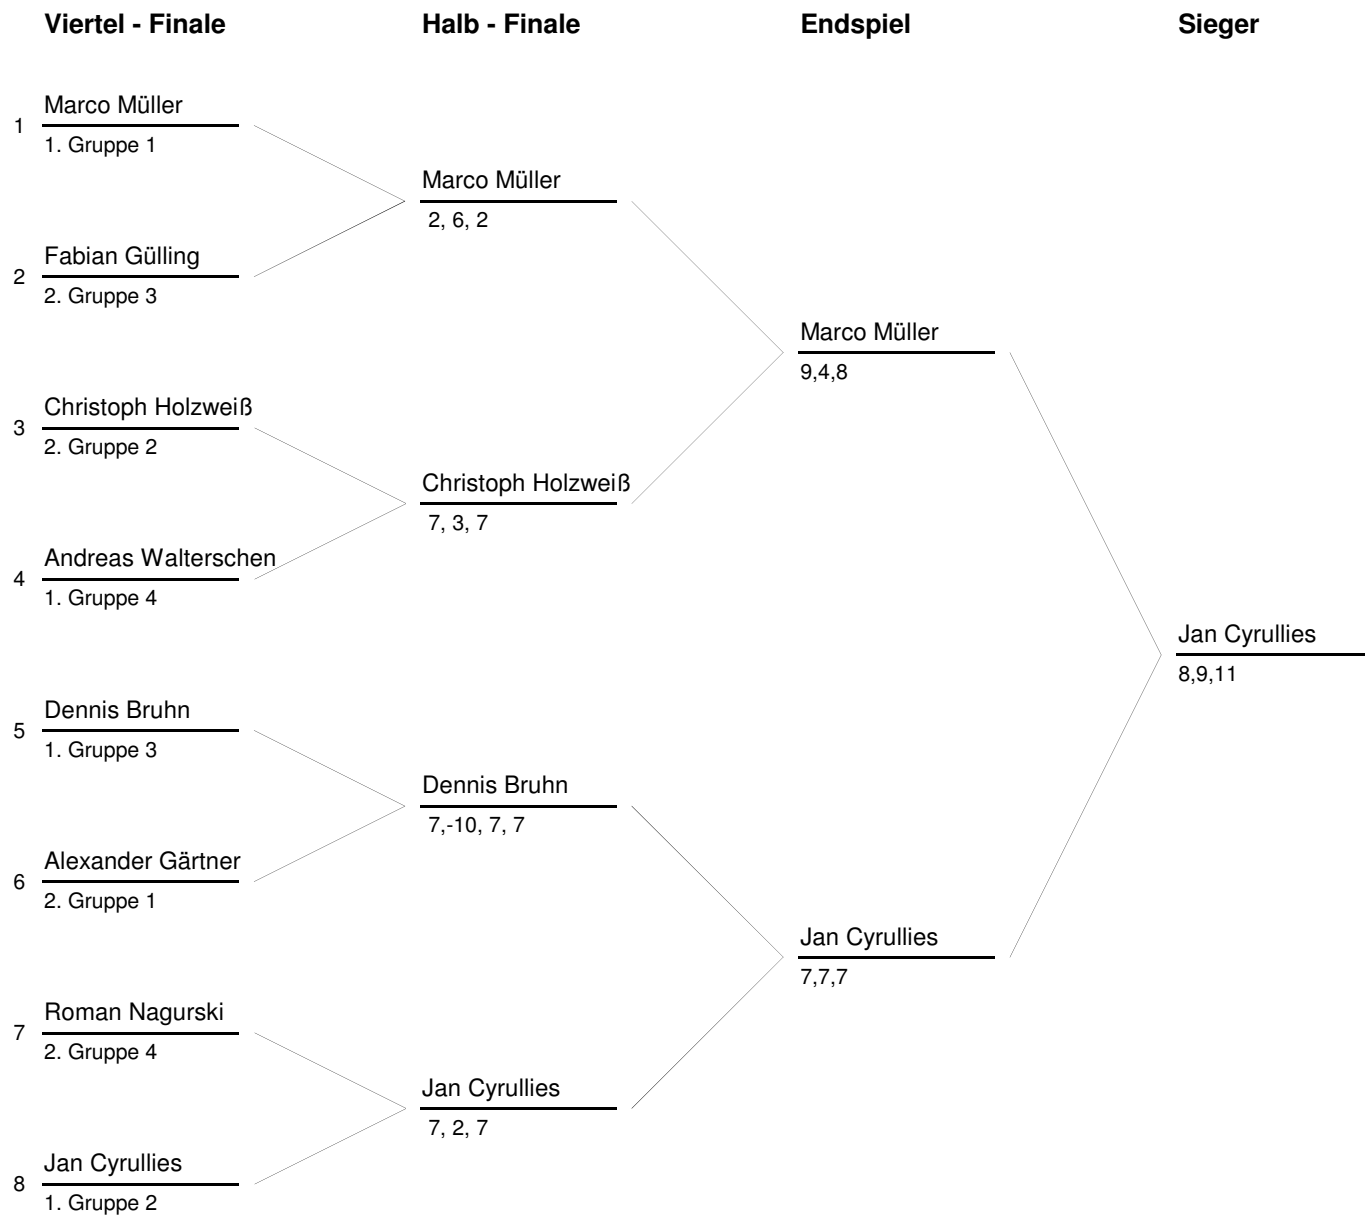 Viertel - Finale Halb - Finale Endspiel Sieger
Marco Müller
1
1. Gruppe 1
Marco Müller
2, 6, 2
Fabian Gülling
2
2. Gruppe 3
Marco Müller
9,4,8
Christoph Holzweiß
3
2. Gruppe 2
Christoph Holzweiß
7, 3, 7
Andreas Walterschen
4
1. Gruppe 4
Jan Cyrullies
8,9,11
Dennis Bruhn
5
1. Gruppe 3
Dennis Bruhn
7,-10, 7, 7
Alexander Gärtner
6
2. Gruppe 1
Jan Cyrullies
7,7,7
Roman Nagurski
7
2. Gruppe 4
Jan Cyrullies
7, 2, 7
Jan Cyrullies
8
1. Gruppe 2